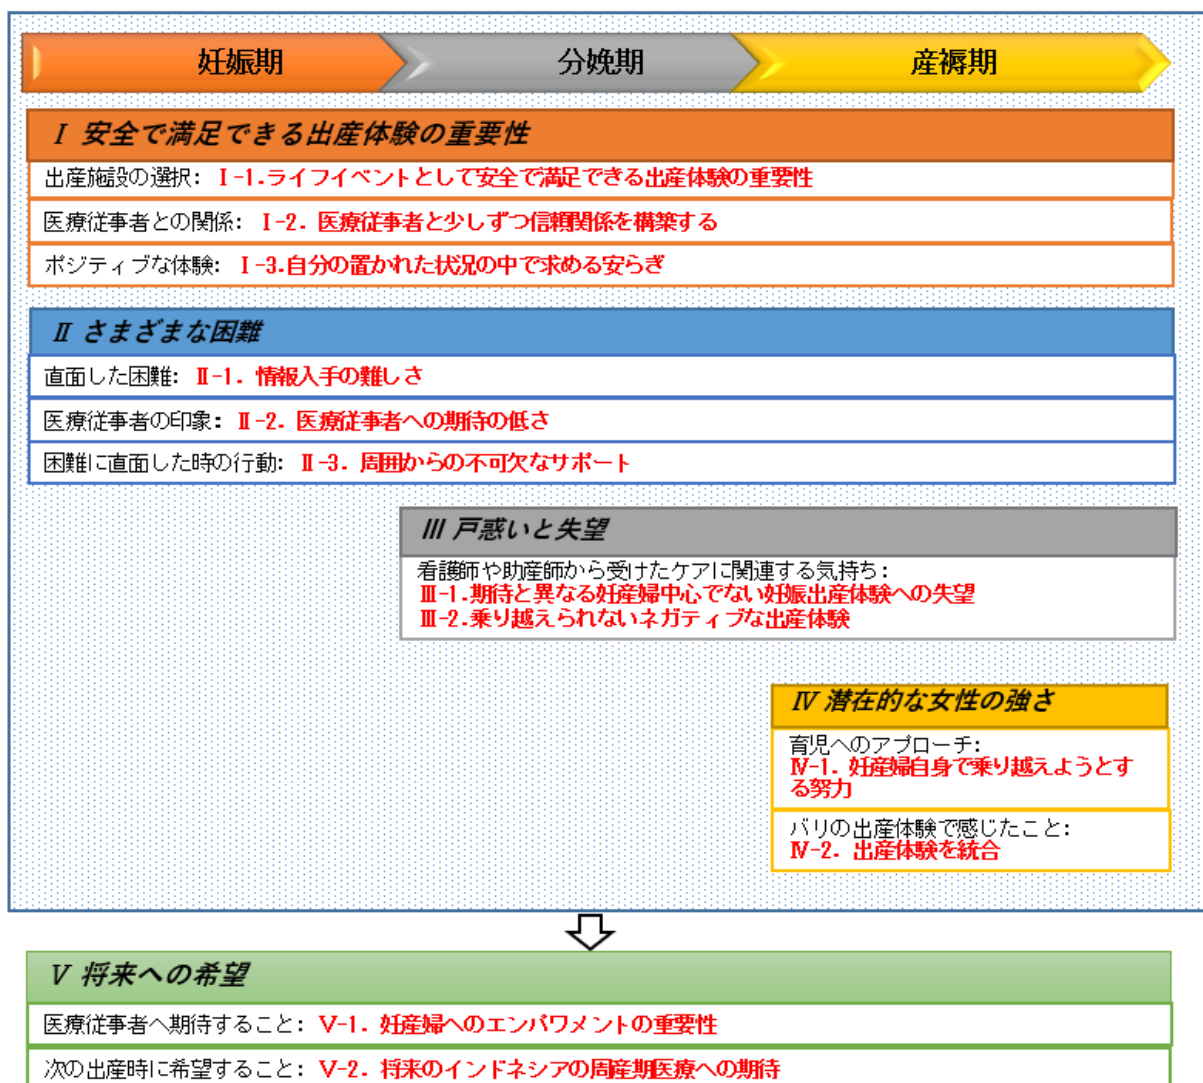 妊娠期 分娩期 産褥期
Ⅰ 安全で満足できる出産体験の重要性
出産施設の選択: Ⅰ-1.ライフイベントとして安全で満足できる出産体験の重要性
医療従事者との関係: Ⅰ-2. 医療従事者と少しずつ信頼関係を構築する
ポジティブな体験: Ⅰ-3.自分の置かれた状況の中で求める安らぎ
Ⅱ さまざまな困難
直面した困難: Ⅱ-1. 情報入手の難しさ
医療従事者の印象: Ⅱ-2. 医療従事者への期待の低さ
困難に直面した時の行動: Ⅱ-3. 周囲からの不可欠なサポート
Ⅲ 戸惑いと失望
看護師や助産師から受けたケアに関連する気持ち:
Ⅲ-1.期待と異なる妊産婦中心でない妊娠出産体験への失望
Ⅲ-2.乗り越えられないネガティブな出産体験
Ⅳ 潜在的な女性の強さ
育児へのアプローチ:
Ⅳ-1. 妊産婦自身で乗り越えようとす
る努力
バリの出産体験で感じたこと:
Ⅳ-2. 出産体験を統合
Ⅴ 将来への希望
医療従事者へ期待すること: Ⅴ-1. 妊産婦へのエンパワメントの重要性
次の出産時に希望すること: Ⅴ-2. 将来のインドネシアの周産期医療への期待